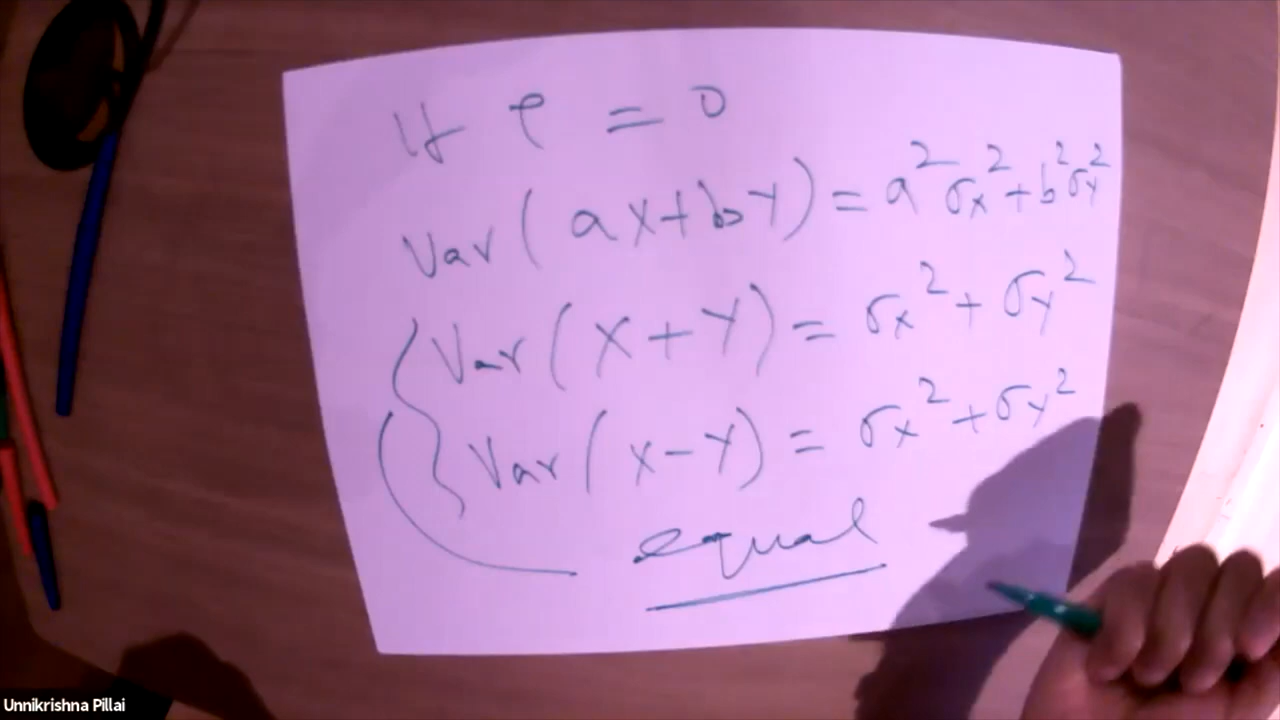 If ρ = 0
Var(aX+bY) = a²σx²+b²σy²
Var(X+Y) = σx²+σy²
Var(X-Y) = σx²+σy²
equal
Unnikrishna Pillai